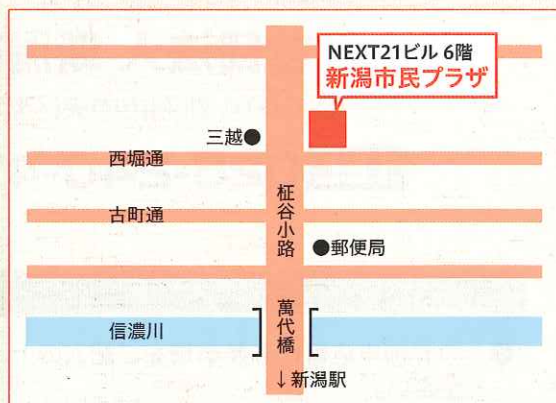 NEXT21ビル 6階
新潟市民プラザ
三越●
西堀通
柾谷小路
古町通
●郵便局
萬代橋
信濃川
↓新潟駅